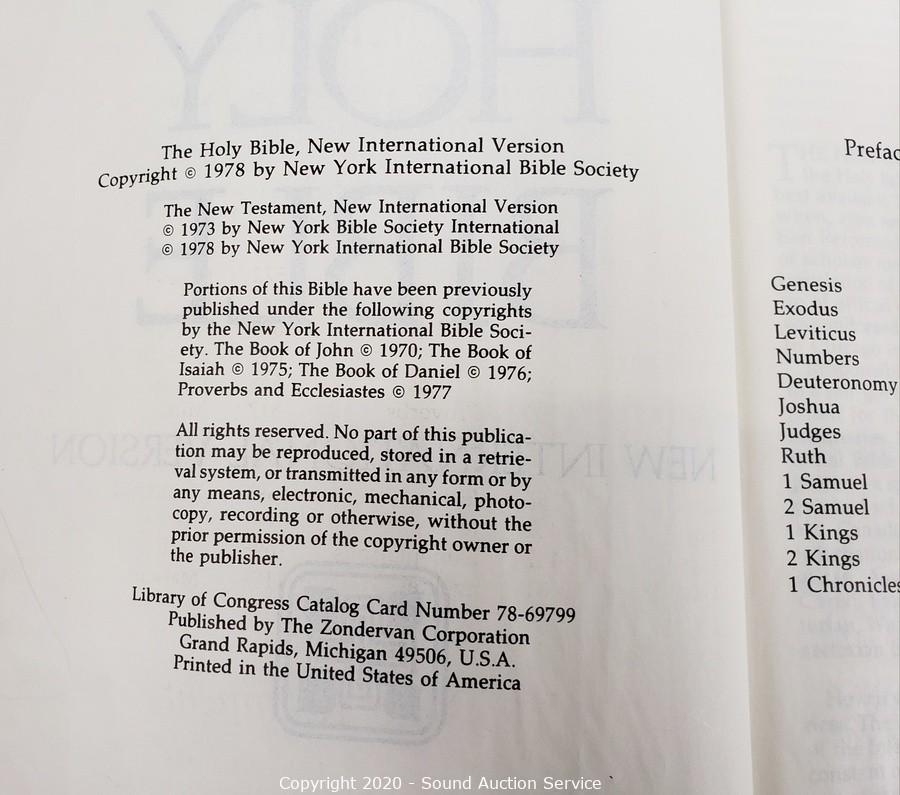 The Holy Bible, New International Version
Copyright © 1978 by New York International Bible Society
The New Testament, New International Version
© 1973 by New York Bible Society International
© 1978 by New York International Bible Society
Portions of this Bible have been previously
published under the following copyrights
by the New York International Bible Soci-
ety. The Book of John © 1970; The Book of
Isaiah © 1975; The Book of Daniel © 1976;
Proverbs and Ecclesiastes © 1977
All rights reserved. No part of this publica-
tion may be reproduced, stored in a retrie-
val system, or transmitted in any form or by
any means, electronic, mechanical, photo-
copy, recording or otherwise, without the
prior permission of the copyright owner or
the publisher.
Library of Congress Catalog Card Number 78-69799
Published by The Zondervan Corporation
Grand Rapids, Michigan 49506, U.S.A.
Printed in the United States of America
Prefac
Genesis
Exodus
Leviticus
Numbers
Deuteronomy
Joshua
Judges
Ruth
1 Samuel
2 Samuel
1 Kings
2 Kings
1 Chronicles
HOLY
BIBLE
NEW INTERNATIONAL VERSION
Copyright 2020 - Sound Auction Service